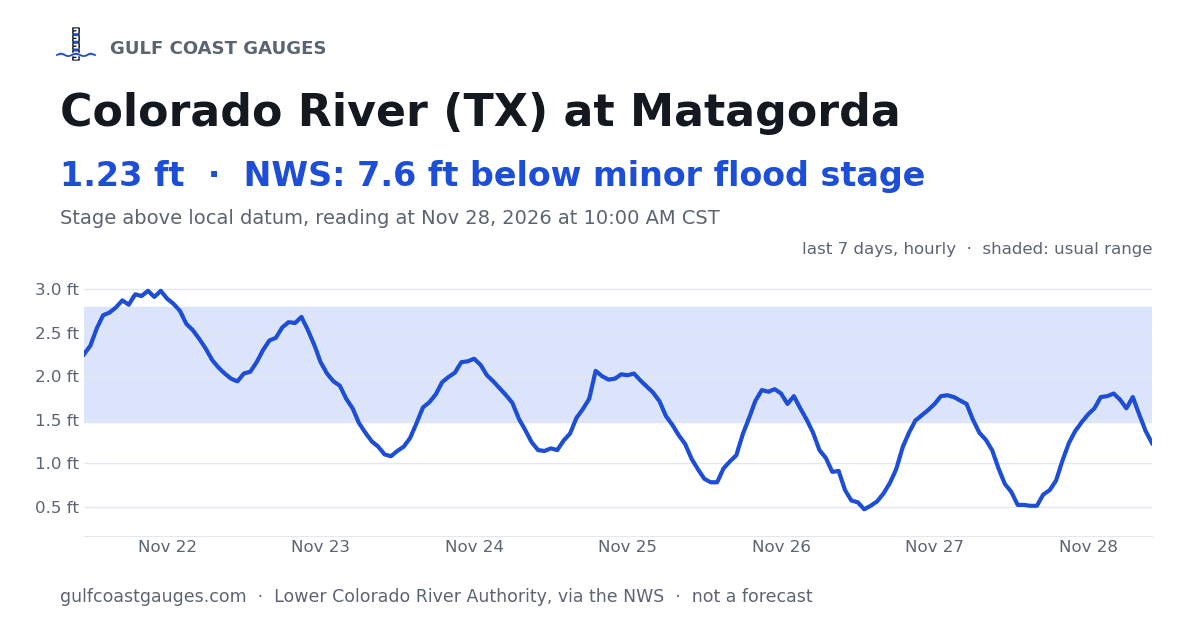 GULF COAST GAUGES
Colorado River (TX) at Matagorda
1.23 ft · NWS: 7.6 ft below minor flood stage
Stage above local datum, reading at Nov 28, 2026 at 10:00 AM CST
last 7 days, hourly · shaded: usual range
3.0 ft
2.5 ft
2.0 ft
1.5 ft
1.0 ft
0.5 ft
Nov 22 Nov 23 Nov 24 Nov 25 Nov 26 Nov 27 Nov 28
gulfcoastgauges.com · Lower Colorado River Authority, via the NWS · not a forecast